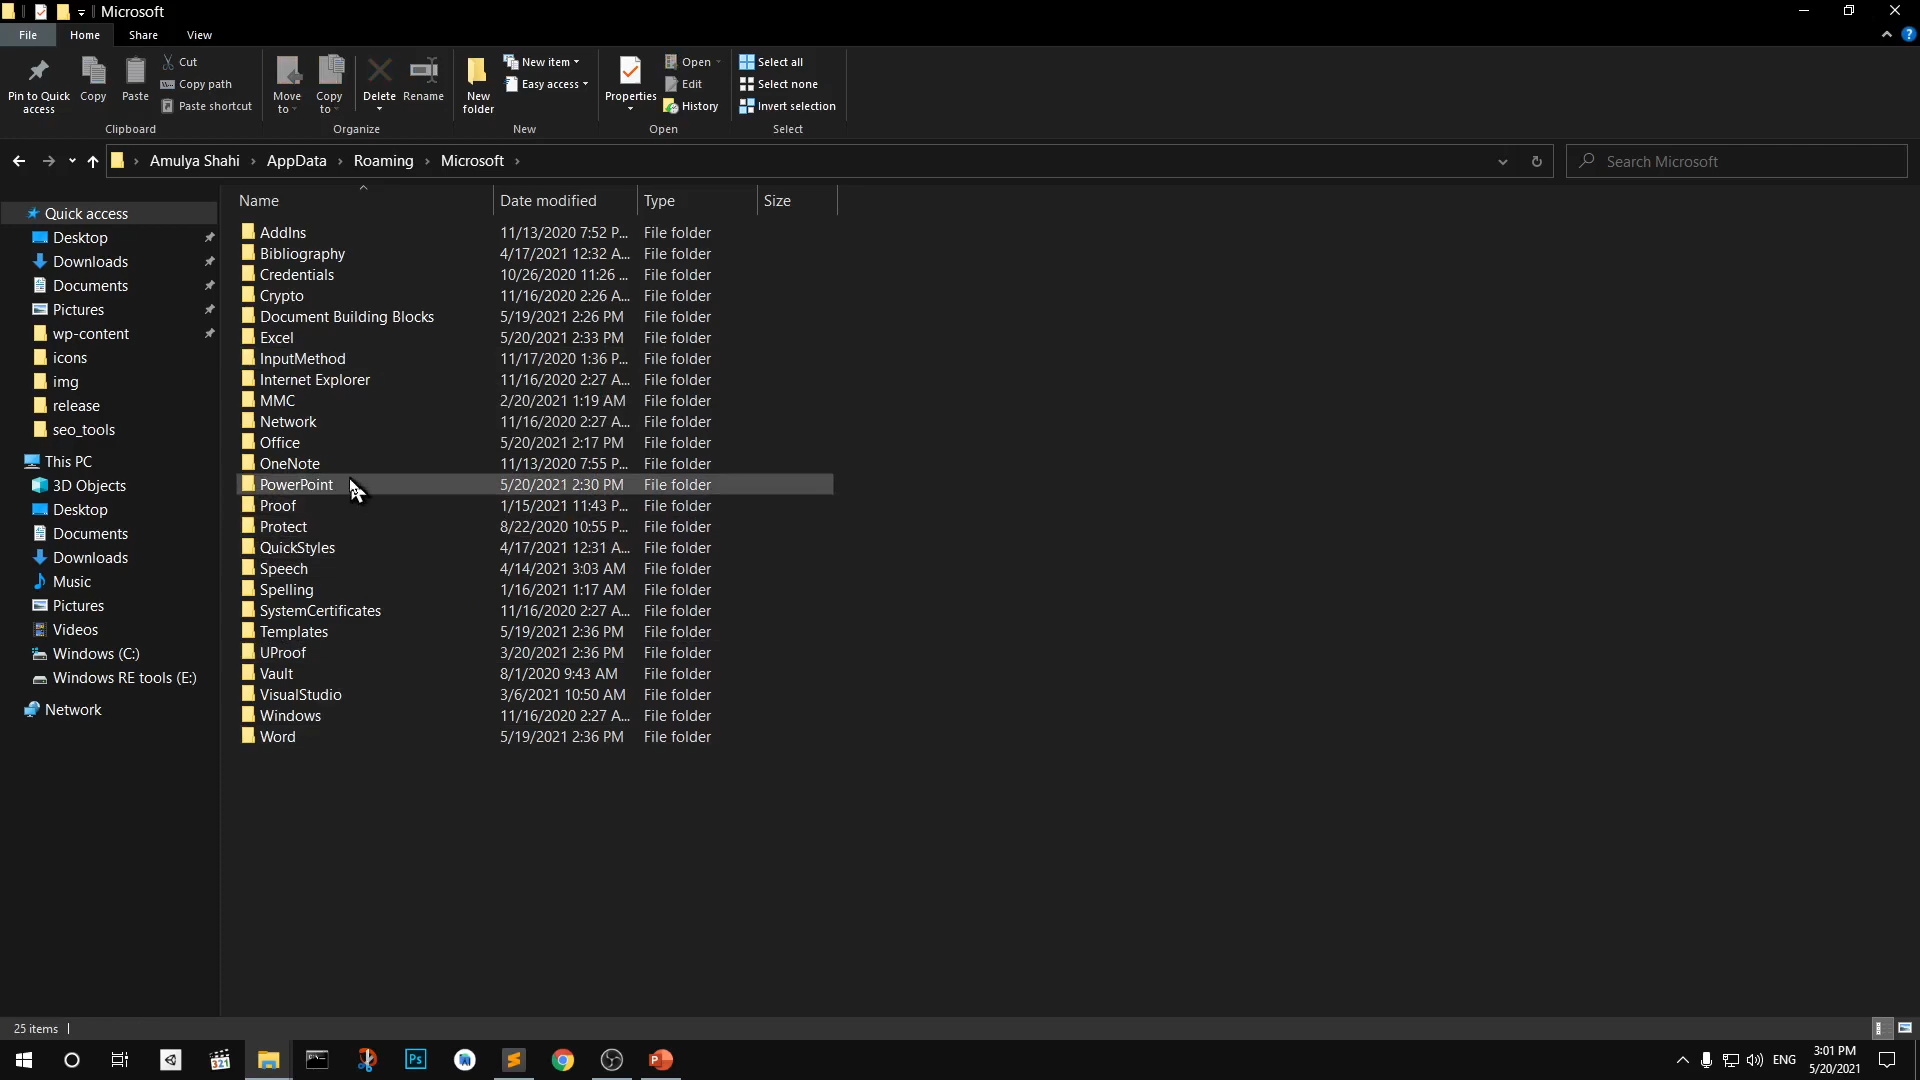 Microsoft
File Home Share View
Pin to Quick access
Copy
Paste
Cut
Copy path
Paste shortcut
Clipboard
Move to
Copy to
Delete
Rename
Organize
New folder
New item
Easy access
New
Properties
Open
Edit
History
Open
Select all
Select none
Invert selection
Select
Amulya Shahi › AppData › Roaming › Microsoft ›
Search Microsoft
Quick access
Desktop
Downloads
Documents
Pictures
wp-content
icons
img
release
seo_tools
This PC
3D Objects
Desktop
Documents
Downloads
Music
Pictures
Videos
Windows (C:)
Windows RE tools (E:)
Network
Name Date modified Type Size
AddIns 11/13/2020 7:52 P... File folder
Bibliography 4/17/2021 12:32 A... File folder
Credentials 10/26/2020 11:26 ... File folder
Crypto 11/16/2020 2:26 A... File folder
Document Building Blocks 5/19/2021 2:26 PM File folder
Excel 5/20/2021 2:33 PM File folder
InputMethod 11/17/2020 1:36 P... File folder
Internet Explorer 11/16/2020 2:27 A... File folder
MMC 2/20/2021 1:19 AM File folder
Network 11/16/2020 2:27 A... File folder
Office 5/20/2021 2:17 PM File folder
OneNote 11/13/2020 7:55 P... File folder
PowerPoint 5/20/2021 2:30 PM File folder
Proof 1/15/2021 11:43 P... File folder
Protect 8/22/2020 10:55 P... File folder
QuickStyles 4/17/2021 12:31 A... File folder
Speech 4/14/2021 3:03 AM File folder
Spelling 1/16/2021 1:17 AM File folder
SystemCertificates 11/16/2020 2:27 A... File folder
Templates 5/19/2021 2:36 PM File folder
UProof 3/20/2021 2:36 PM File folder
Vault 8/1/2020 9:43 AM File folder
VisualStudio 3/6/2021 10:50 AM File folder
Windows 11/16/2020 2:27 A... File folder
Word 5/19/2021 2:36 PM File folder
25 items
321
Ps
P
ENG
3:01 PM
5/20/2021